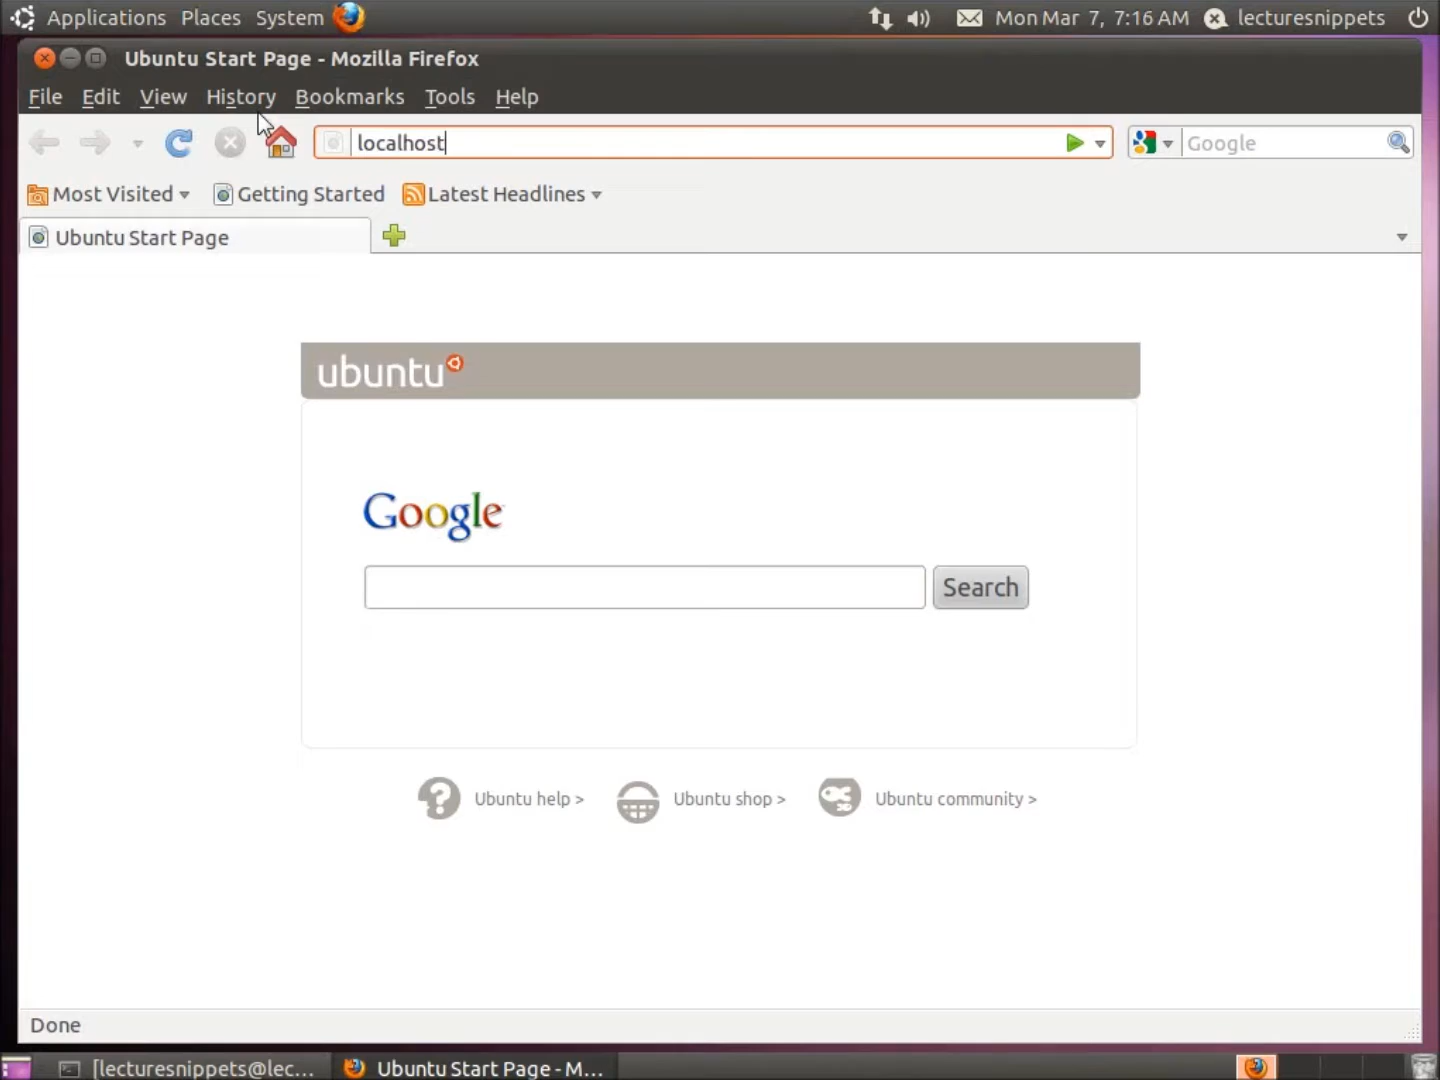 Applications Places System Mon Mar 7, 7:16 AM lecturesnippets
Ubuntu Start Page - Mozilla Firefox
File Edit View History Bookmarks Tools Help
localhost Google
Most Visited Getting Started Latest Headlines
Ubuntu Start Page
ubuntu
Google
Search
Ubuntu help > Ubuntu shop > Ubuntu community >
Done
[lecturesnippets@lec... Ubuntu Start Page - M...